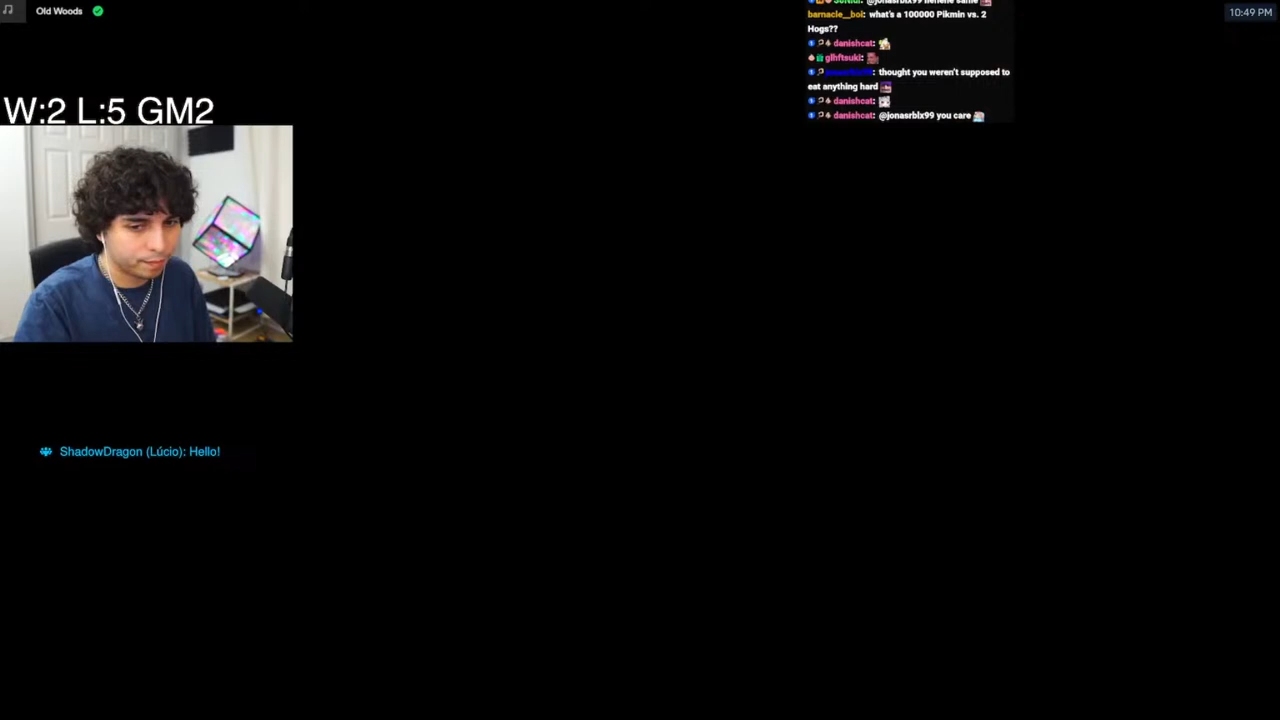 Old Woods
10:49 PM
barnacle__boi: what's a 100000 Pikmin vs. 2
Hogs??
danishcat:
glhftsuki:
thought you weren't supposed to
eat anything hard
danishcat:
danishcat: @jonasrblx99 you care
W:2 L:5 GM2
ShadowDragon (Lúcio): Hello!